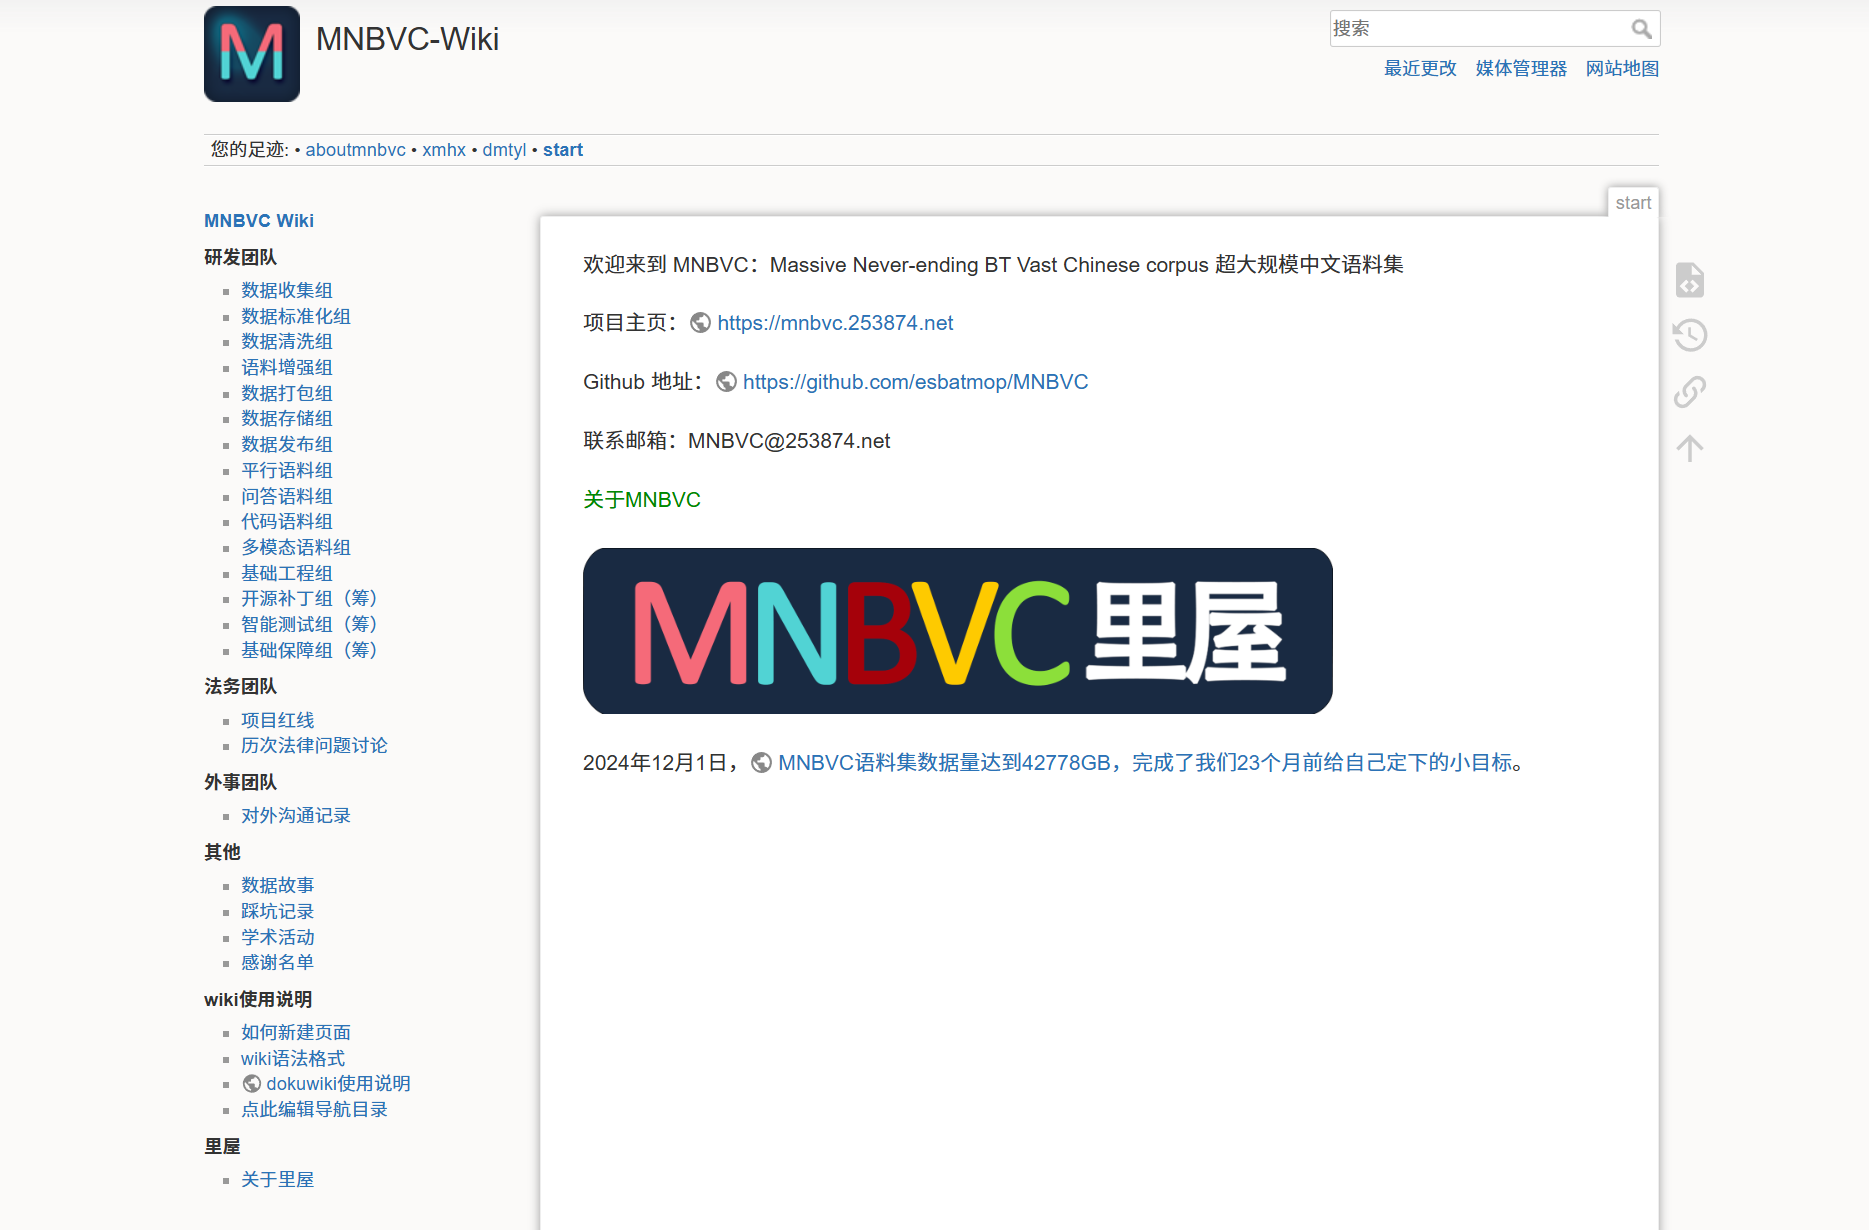 M
MNBVC-Wiki
搜索
最近更改 媒体管理器 网站地图
您的足迹: • aboutmnbvc • xmhx • dmtyl • start
MNBVC Wiki
研发团队
数据收集组
数据标准化组
数据清洗组
语料增强组
数据打包组
数据存储组
数据发布组
平行语料组
问答语料组
代码语料组
多模态语料组
基础工程组
开源补丁组（筹）
智能测试组（筹）
基础保障组（筹）
法务团队
项目红线
历次法律问题讨论
外事团队
对外沟通记录
其他
数据故事
踩坑记录
学术活动
感谢名单
wiki使用说明
如何新建页面
wiki语法格式
dokuwiki使用说明
点此编辑导航目录
里屋
关于里屋
start
欢迎来到 MNBVC：Massive Never-ending BT Vast Chinese corpus 超大规模中文语料集
项目主页：https://mnbvc.253874.net
Github 地址：https://github.com/esbatmop/MNBVC
联系邮箱：MNBVC@253874.net
关于MNBVC
MNBVC里屋
2024年12月1日，MNBVC语料集数据量达到42778GB，完成了我们23个月前给自己定下的小目标。